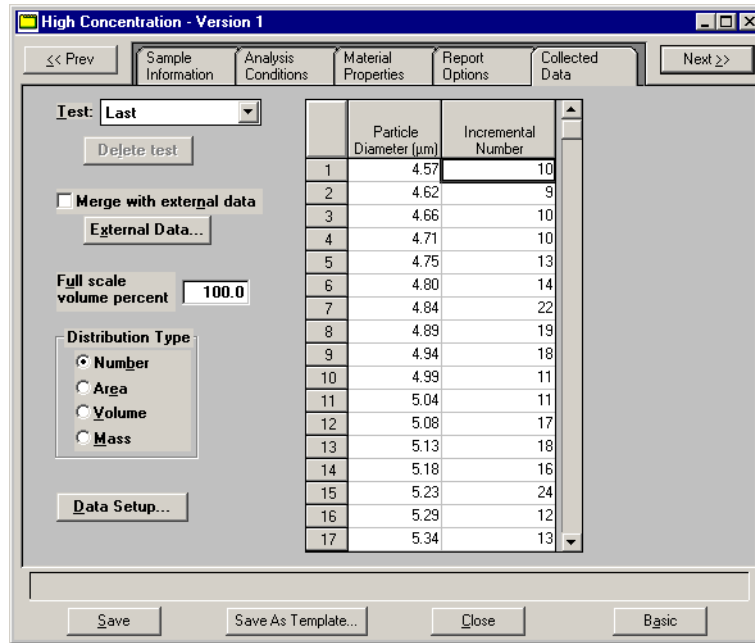 High Concentration - Version 1
<< Prev
Sample Information
Analysis Conditions
Material Properties
Report Options
Collected Data
Next >>
Test: Last
Delete test
Merge with external data
External Data...
Full scale volume percent 100.0
Distribution Type
Number
Area
Volume
Mass
Data Setup...
Particle Diameter (µm) Incremental Number
1 4.57 10
2 4.62 9
3 4.66 10
4 4.71 10
5 4.75 13
6 4.80 14
7 4.84 22
8 4.89 19
9 4.94 18
10 4.99 11
11 5.04 11
12 5.08 17
13 5.13 18
14 5.18 16
15 5.23 24
16 5.29 12
17 5.34 13
Save
Save As Template...
Close
Basic